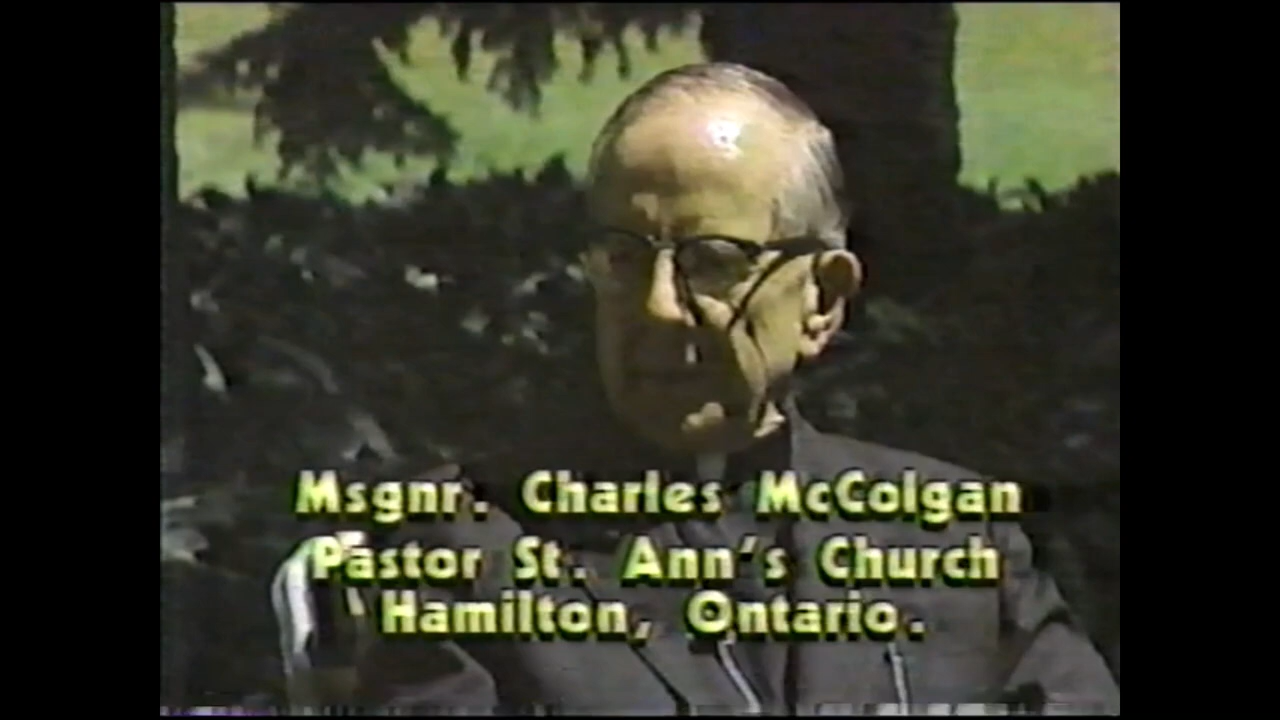 Msgnr. Charles McColgan
Pastor St. Ann's Church
Hamilton, Ontario.